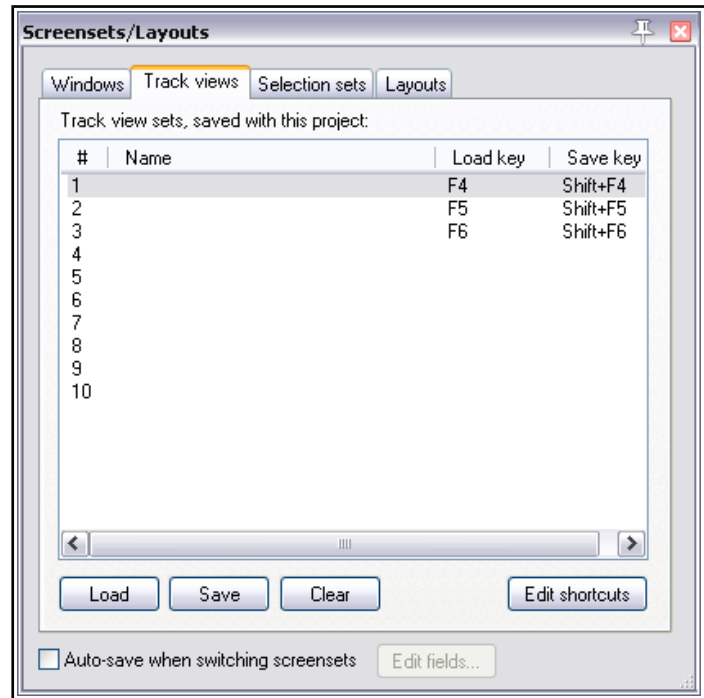 Screensets/Layouts
Windows Track views Selection sets Layouts
Track view sets, saved with this project:
# Name Load key Save key
1 F4 Shift+F4
2 F5 Shift+F5
3 F6 Shift+F6
4
5
6
7
8
9
10
Load Save Clear Edit shortcuts
Auto-save when switching screensets Edit fields...